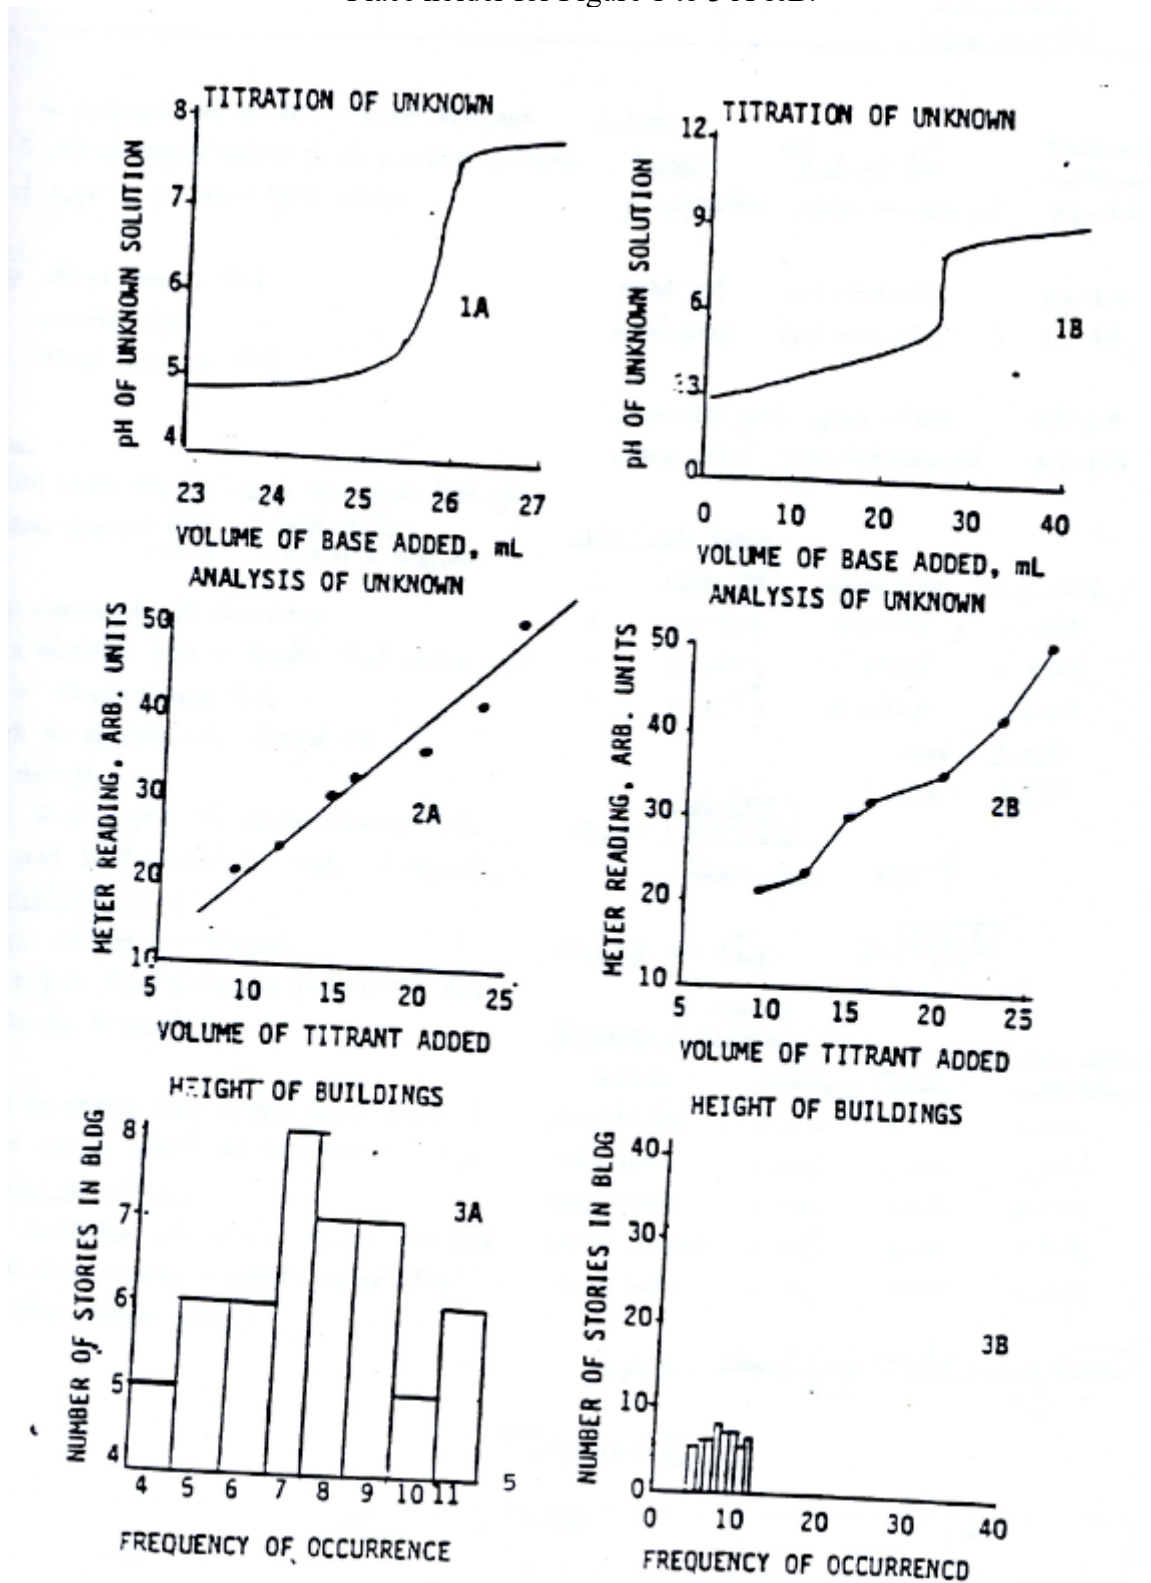 TITRATION OF UNKNOWN
8
7
6
5
4
pH OF UNKNOWN SOLUTION
1A
23 24 25 26 27
VOLUME OF BASE ADDED, mL
TITRATION OF UNKNOWN
12
9
6
3
0
pH OF UNKNOWN SOLUTION
1B
0 10 20 30 40
VOLUME OF BASE ADDED, mL
ANALYSIS OF UNKNOWN
50
40
30
20
10
METER READING, ARB. UNITS
2A
5 10 15 20 25
VOLUME OF TITRANT ADDED
ANALYSIS OF UNKNOWN
50
40
30
20
10
METER READING, ARB. UNITS
2B
5 10 15 20 25
VOLUME OF TITRANT ADDED
HEIGHT OF BUILDINGS
8
7
6
5
4
NUMBER OF STORIES IN BLDG
3A
4 5 6 7 8 9 10 11 5
FREQUENCY OF OCCURRENCE
HEIGHT OF BUILDINGS
40
30
20
10
0
NUMBER OF STORIES IN BLDG
3B
0 10 20 30 40
FREQUENCY OF OCCURRENCD